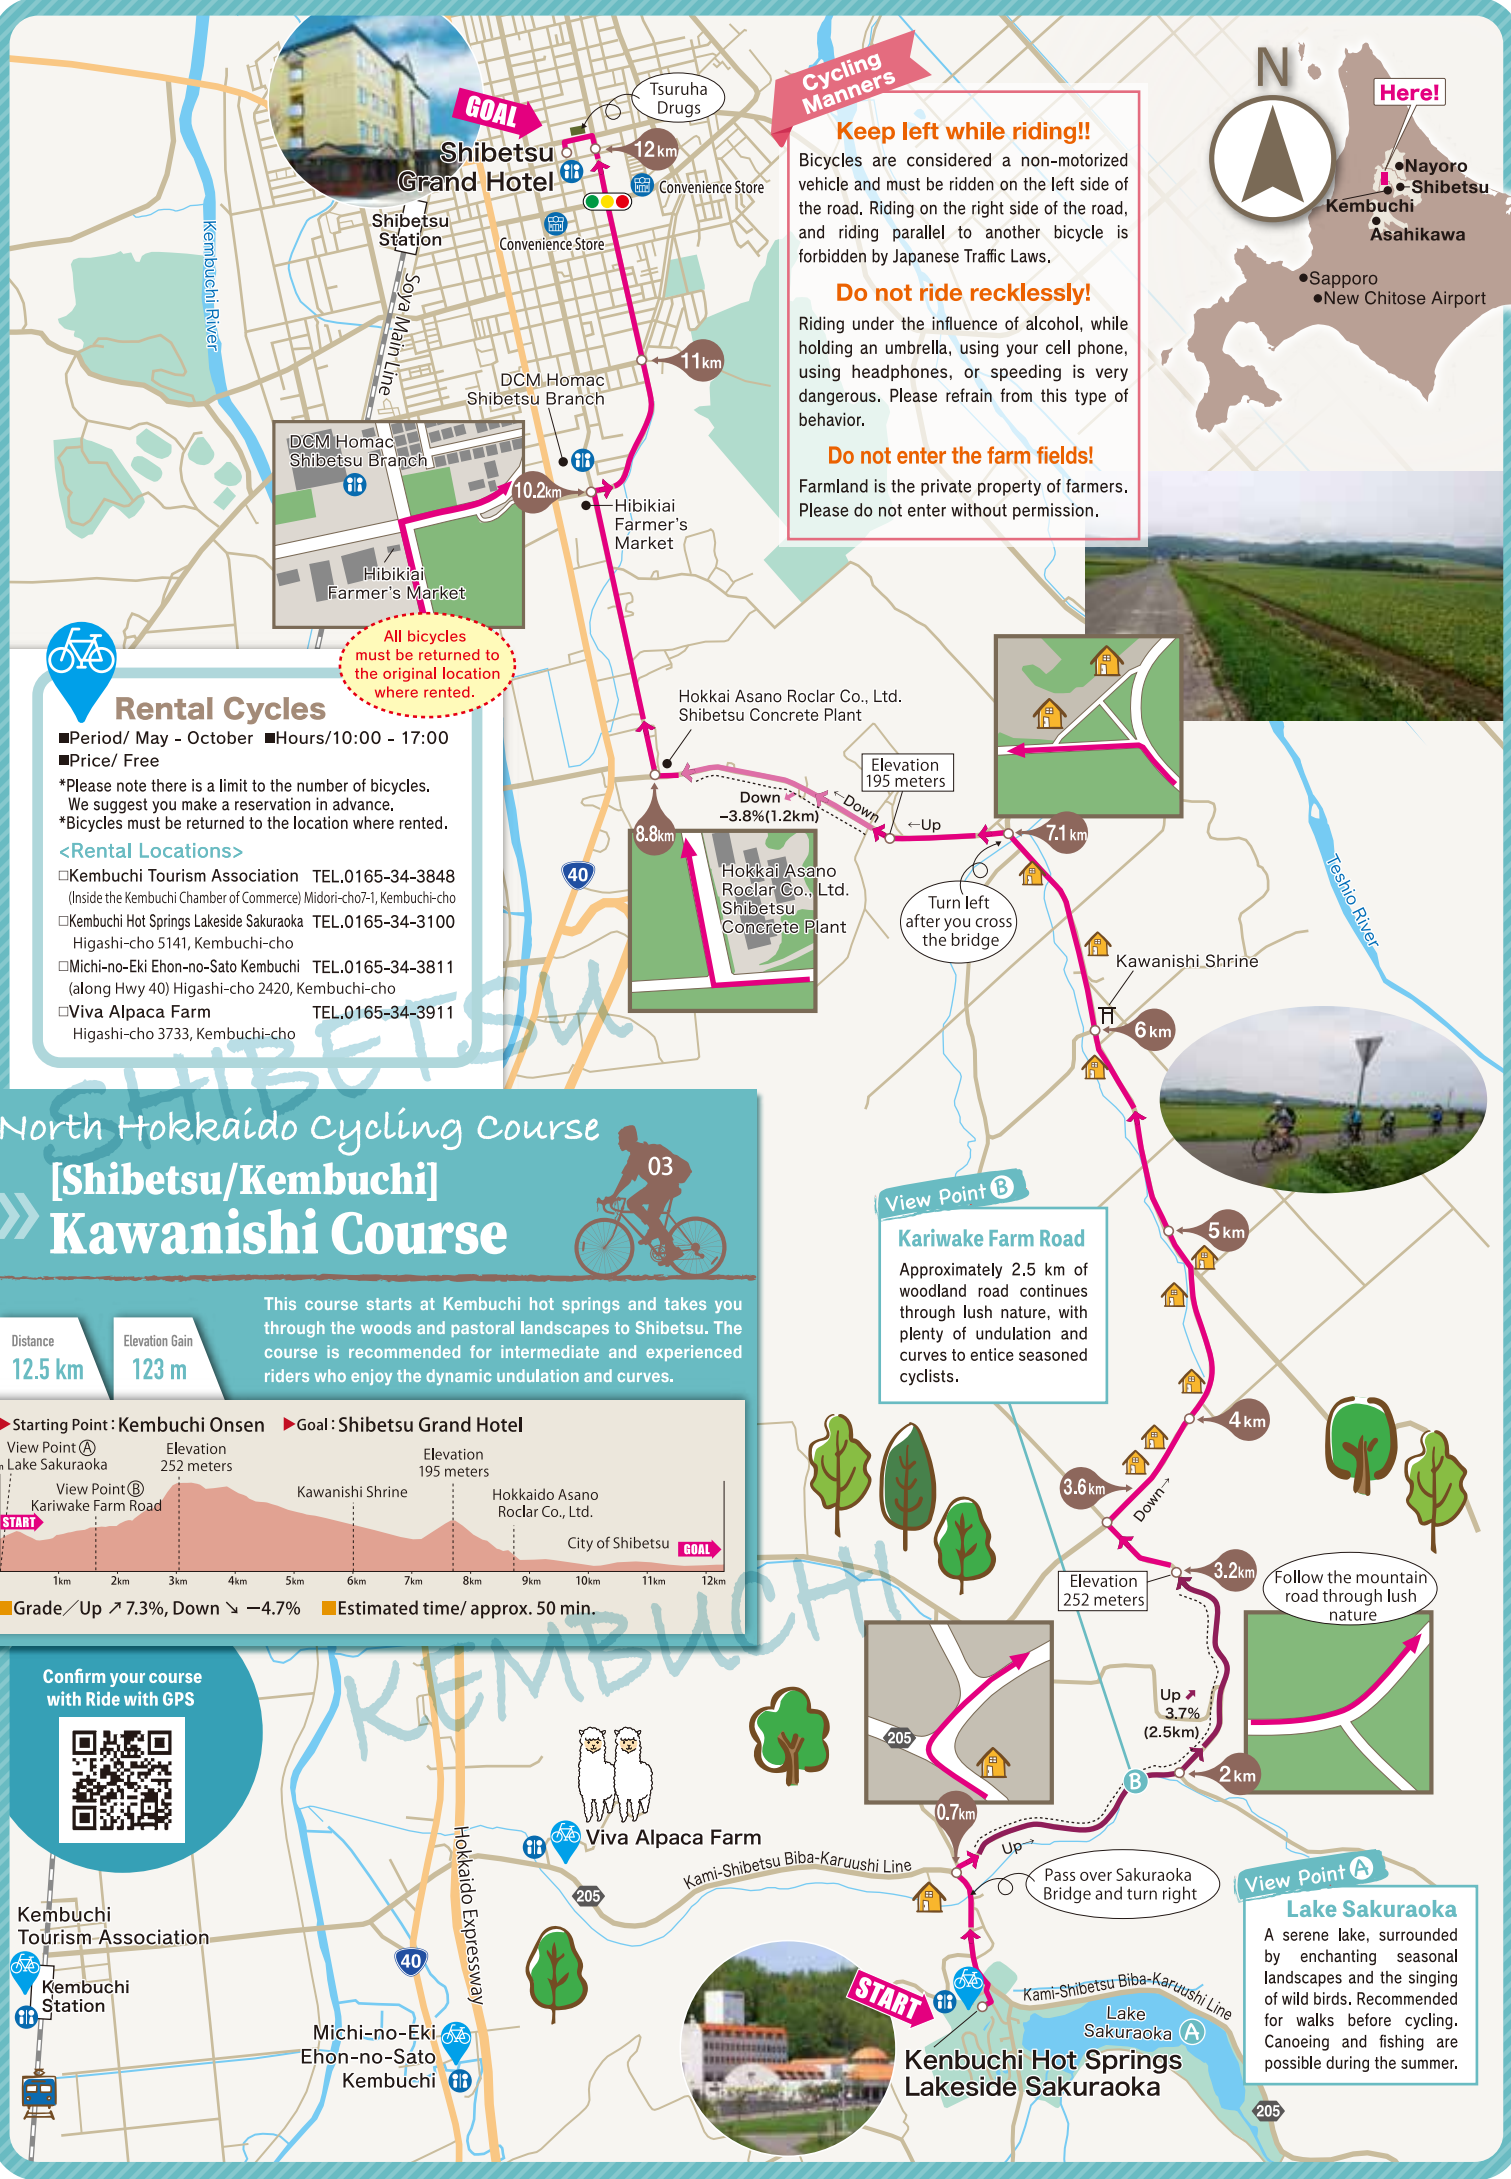 GOAL
Tsuruha
Drugs
Shibetsu
Grand Hotel
12km
Convenience Store
Convenience Store
Shibetsu
Station
Kembuchi River
Soya Main Line
11km
DCM Homac
Shibetsu Branch
DCM Homac
Shibetsu Branch
10.2km
Hibikiai
Farmer's
Market
Hibikiai
Farmer's Market
Cycling
Manners
Keep left while riding!!
Bicycles are considered a non-motorized
vehicle and must be ridden on the left side of
the road. Riding on the right side of the road,
and riding parallel to another bicycle is
forbidden by Japanese Traffic Laws.
Do not ride recklessly!
Riding under the influence of alcohol, while
holding an umbrella, using your cell phone,
using headphones, or speeding is very
dangerous. Please refrain from this type of
behavior.
Do not enter the farm fields!
Farmland is the private property of farmers.
Please do not enter without permission.
N
Here!
Nayoro
Shibetsu
Kembuchi
Asahikawa
Sapporo
New Chitose Airport
All bicycles
must be returned to
the original location
where rented.
Rental Cycles
■Period/ May - October ■Hours/10:00 - 17:00
■Price/ Free
*Please note there is a limit to the number of bicycles.
We suggest you make a reservation in advance.
*Bicycles must be returned to the location where rented.
<Rental Locations>
□Kembuchi Tourism Association TEL.0165-34-3848
(Inside the Kembuchi Chamber of Commerce) Midori-cho7-1, Kembuchi-cho
□Kembuchi Hot Springs Lakeside Sakuraoka TEL.0165-34-3100
Higashi-cho 5141, Kembuchi-cho
□Michi-no-Eki Ehon-no-Sato Kembuchi TEL.0165-34-3811
(along Hwy 40) Higashi-cho 2420, Kembuchi-cho
□Viva Alpaca Farm TEL.0165-34-3911
Higashi-cho 3733, Kembuchi-cho
Hokkai Asano Roclar Co., Ltd.
Shibetsu Concrete Plant
Elevation
195 meters
Down
−3.8%(1.2km)
←Down
←Up
7.1km
8.8km
Hokkai Asano
Roclar Co., Ltd.
Shibetsu
Concrete Plant
40
Turn left
after you cross
the bridge
Teshio River
Kawanishi Shrine
6km
SHIBETSU
North Hokkaido Cycling Course
[Shibetsu/Kembuchi]
Kawanishi Course
03
Distance
12.5 km
Elevation Gain
123 m
This course starts at Kembuchi hot springs and takes you
through the woods and pastoral landscapes to Shibetsu. The
course is recommended for intermediate and experienced
riders who enjoy the dynamic undulation and curves.
▶Starting Point : Kembuchi Onsen ▶Goal : Shibetsu Grand Hotel
View Point Ⓐ
Lake Sakuraoka
View Point Ⓑ
Kariwake Farm Road
Elevation
252 meters
Kawanishi Shrine
Elevation
195 meters
Hokkaido Asano
Roclar Co., Ltd.
City of Shibetsu
START
GOAL
1km 2km 3km 4km 5km 6km 7km 8km 9km 10km 11km 12km
■Grade／Up ↗ 7.3%, Down ↘ −4.7% ■Estimated time/ approx. 50 min.
View Point B
Kariwake Farm Road
Approximately 2.5 km of
woodland road continues
through lush nature, with
plenty of undulation and
curves to entice seasoned
cyclists.
5km
4km
3.6km
Down→
3.2km
Elevation
252 meters
Follow the mountain
road through lush
nature
KEMBUCHI
Confirm your course
with Ride with GPS
205
Up ↗
3.7%
(2.5km)
B
2km
0.7km
Up→
Viva Alpaca Farm
Kami-Shibetsu Biba-Karuushi Line
205
Hokkaido Expressway
Pass over Sakuraoka
Bridge and turn right
View Point A
Lake Sakuraoka
A serene lake, surrounded
by enchanting seasonal
landscapes and the singing
of wild birds. Recommended
for walks before cycling.
Canoeing and fishing are
possible during the summer.
Kembuchi
Tourism Association
Kembuchi
Station
40
Michi-no-Eki
Ehon-no-Sato
Kembuchi
START
Kami-Shibetsu Biba-Karuushi Line
Lake
Sakuraoka A
Kenbuchi Hot Springs
Lakeside Sakuraoka
205